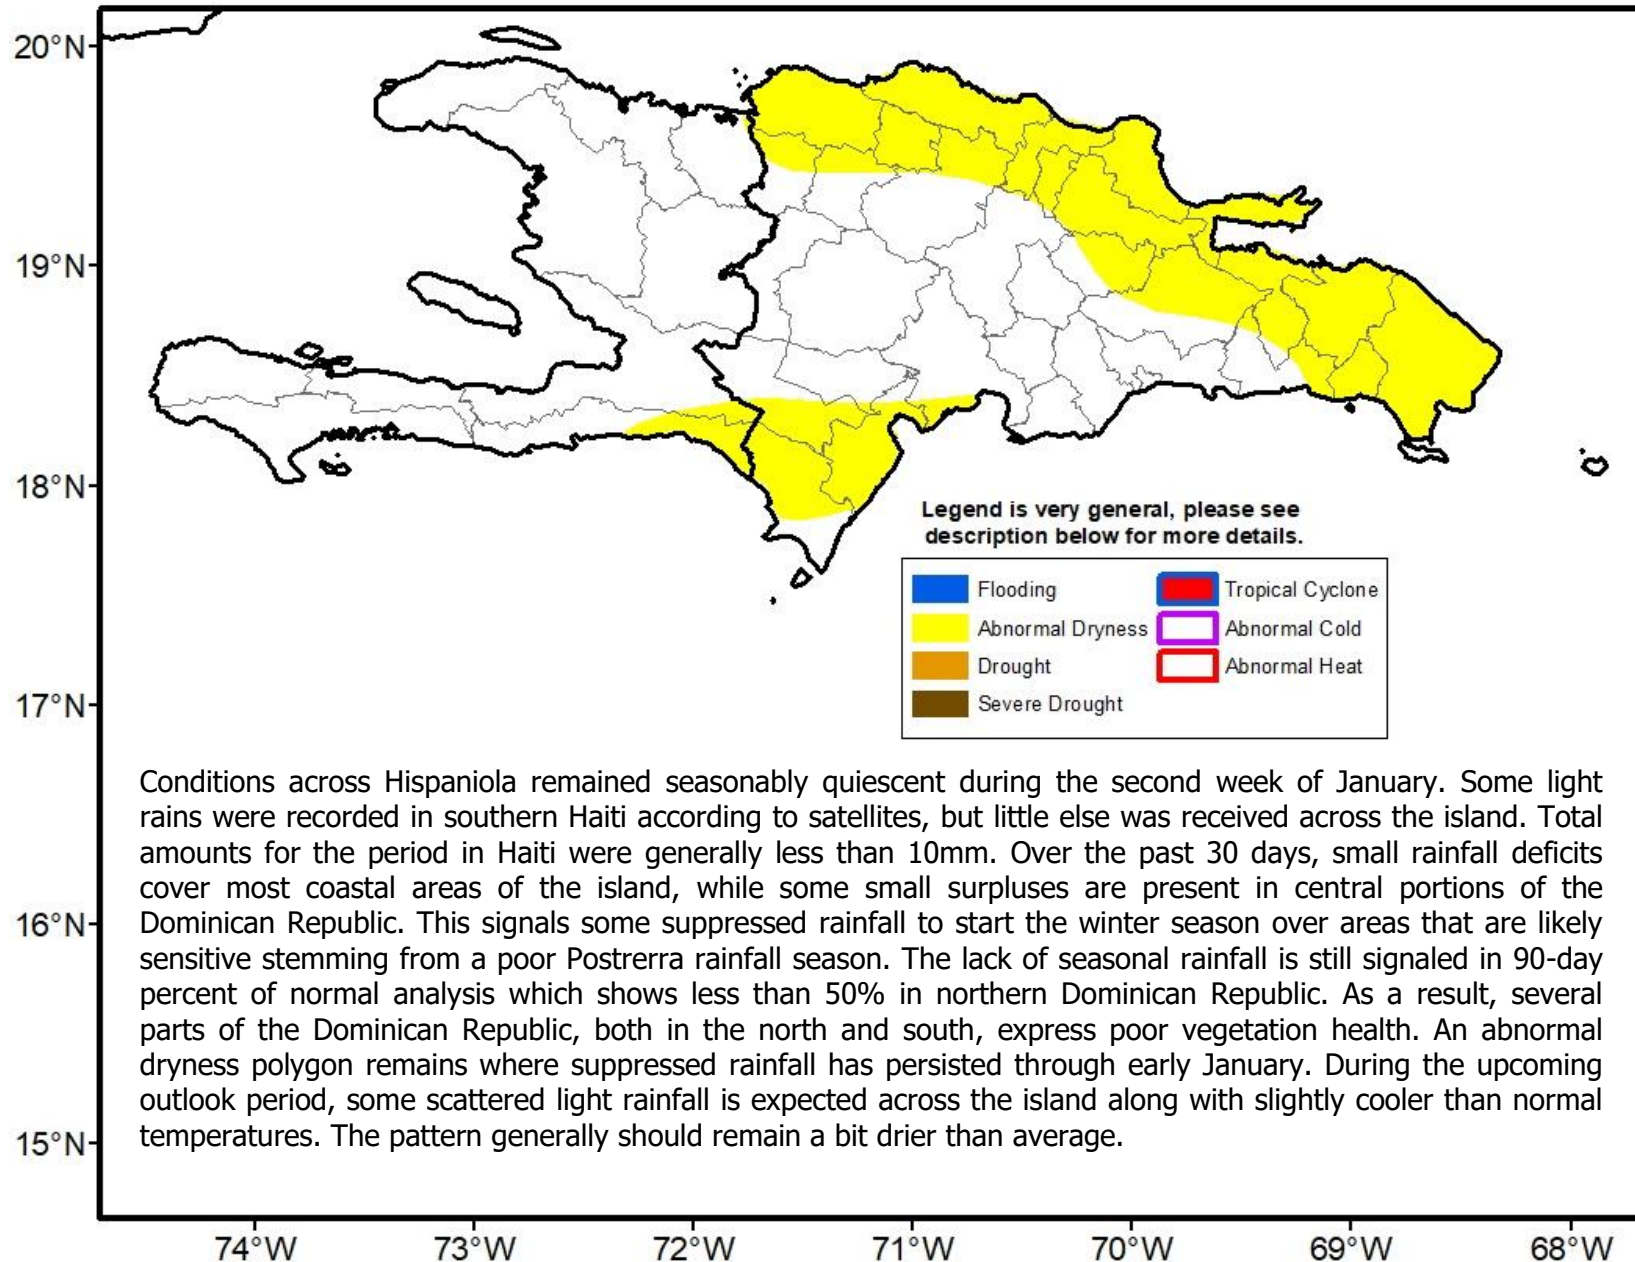 20°N
19°N
18°N
17°N
16°N
15°N
Legend is very general, please see
description below for more details.
Flooding
Tropical Cyclone
Abnormal Dryness
Abnormal Cold
Drought
Abnormal Heat
Severe Drought
Conditions across Hispaniola remained seasonably quiescent during the second week of January. Some light
rains were recorded in southern Haiti according to satellites, but little else was received across the island. Total
amounts for the period in Haiti were generally less than 10mm. Over the past 30 days, small rainfall deficits
cover most coastal areas of the island, while some small surpluses are present in central portions of the
Dominican Republic. This signals some suppressed rainfall to start the winter season over areas that are likely
sensitive stemming from a poor Postrerra rainfall season. The lack of seasonal rainfall is still signaled in 90-day
percent of normal analysis which shows less than 50% in northern Dominican Republic. As a result, several
parts of the Dominican Republic, both in the north and south, express poor vegetation health. An abnormal
dryness polygon remains where suppressed rainfall has persisted through early January. During the upcoming
outlook period, some scattered light rainfall is expected across the island along with slightly cooler than normal
temperatures. The pattern generally should remain a bit drier than average.
74°W
73°W
72°W
71°W
70°W
69°W
68°W